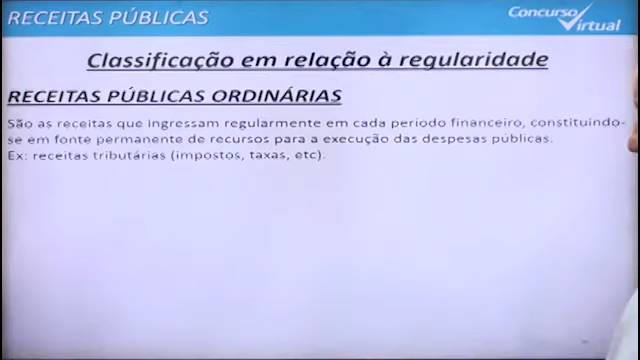 RECEITAS PÚBLICAS
Concurso
Virtual
Classificação em relação à regularidade
RECEITAS PÚBLICAS ORDINÁRIAS
São as receitas que ingressam regularmente em cada período financeiro, constituindo-
se em fonte permanente de recursos para a execução das despesas públicas.
Ex: receitas tributárias (impostos, taxas, etc).